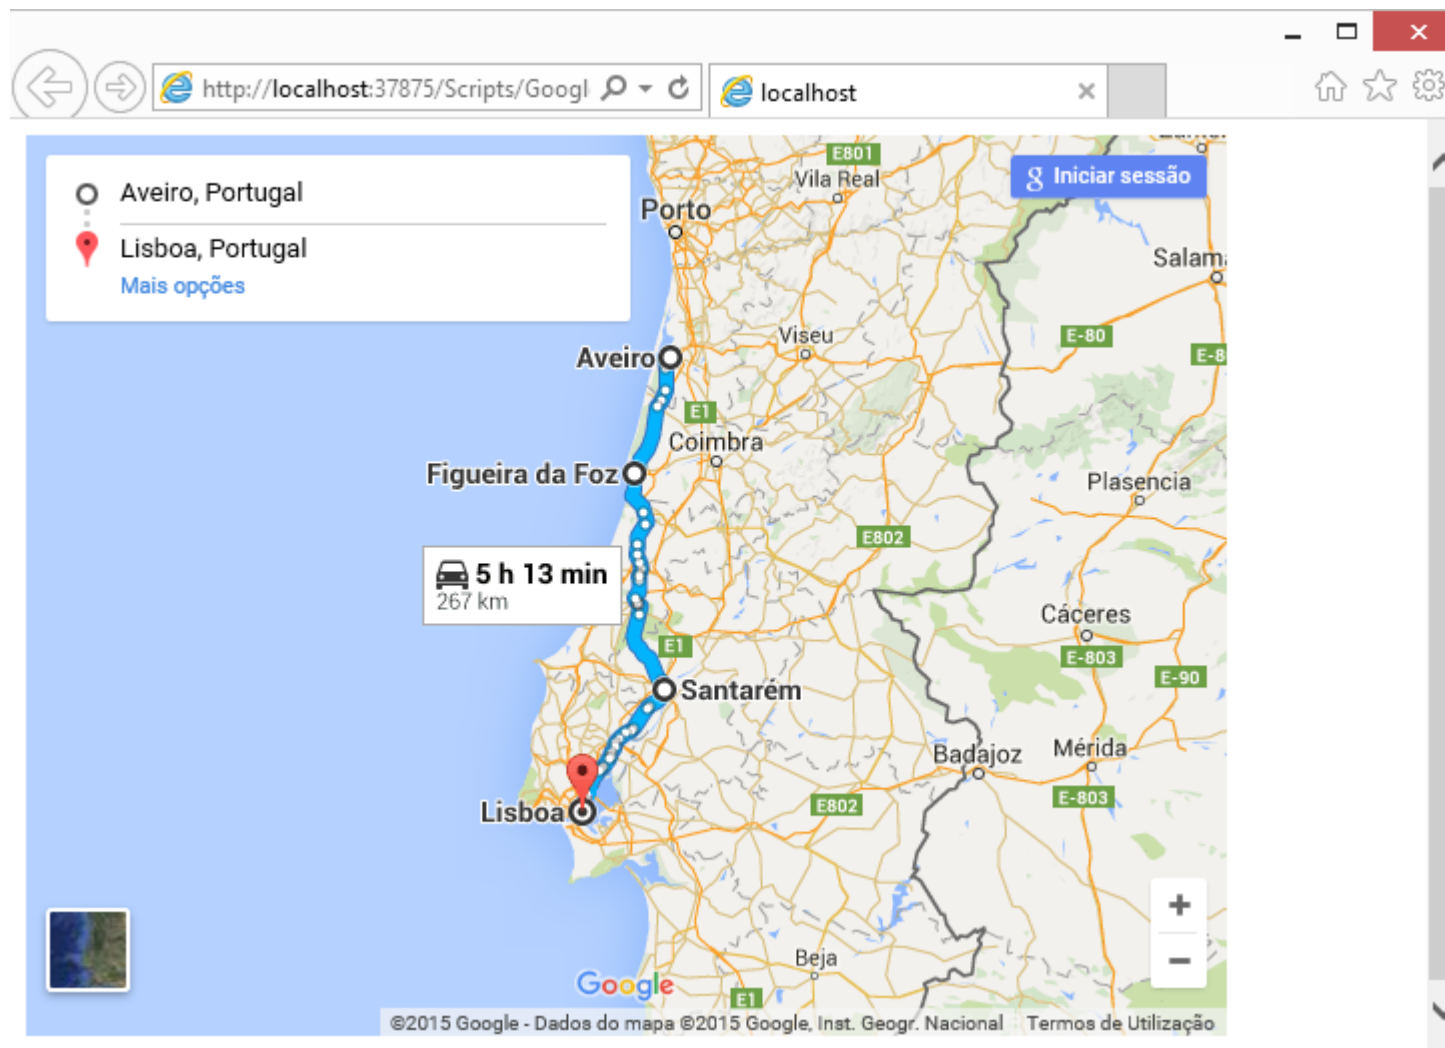 http://localhost:37875/Scripts/Googl
localhost
Aveiro, Portugal
Lisboa, Portugal
Mais opções
Iniciar sessão
E801
Vila Real
Porto
Salam
Viseu
E-80
E-8
Aveiro
E1
Coimbra
Figueira da Foz
Plasencia
E802
5 h 13 min
267 km
Cáceres
E1
E-803
E-90
Santarém
Badajoz
Mérida
E-803
E802
Lisboa
Beja
Google
E1
©2015 Google - Dados do mapa ©2015 Google, Inst. Geogr. Nacional
Termos de Utilização